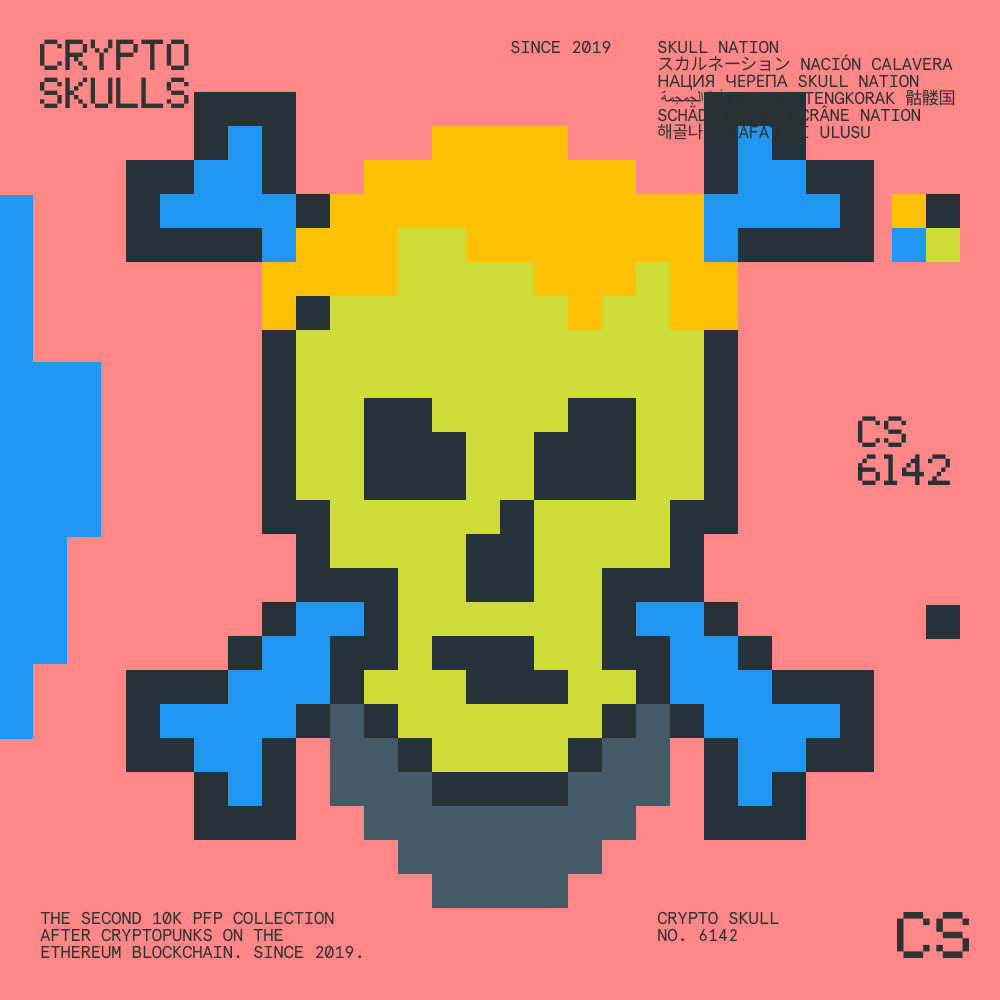 CRYPTO
SKULLS
SINCE 2019
SKULL NATION
スカルネーション NACIÓN CALAVERA
НАЦИЯ ЧЕРЕПА SKULL NATION
TENGKORAK 骷髅国
CRÂNE NATION
ULUSU
CS
6142
THE SECOND 10K PFP COLLECTION
AFTER CRYPTOPUNKS ON THE
ETHEREUM BLOCKCHAIN. SINCE 2019.
CRYPTO SKULL
NO. 6142
CS